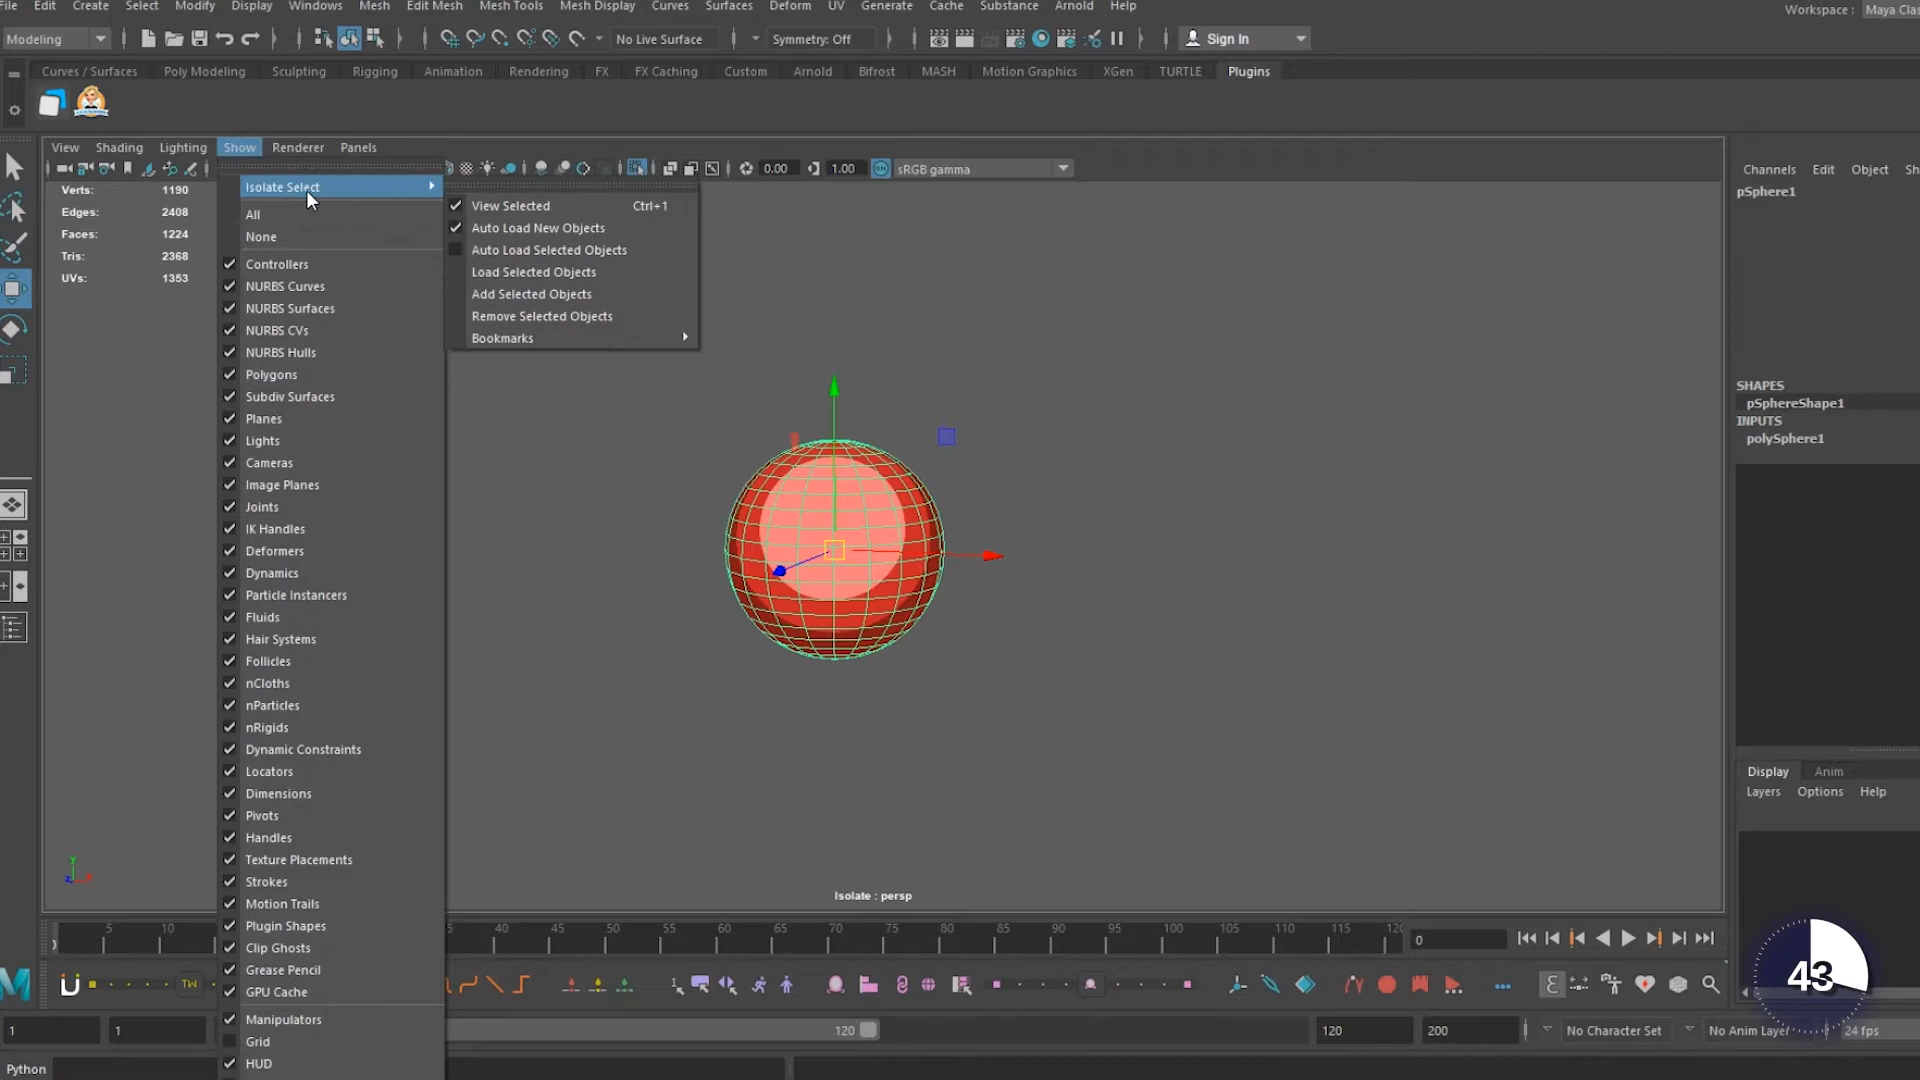 File Edit Create Select Modify Display Windows Mesh Edit Mesh Mesh Tools Mesh Display Curves Surfaces Deform UV Generate Cache Substance Arnold Help
Workspace : Maya Clas
Modeling
No Live Surface
Symmetry: Off
Sign In
Curves / Surfaces Poly Modeling Sculpting Rigging Animation Rendering FX FX Caching Custom Arnold Bifrost MASH Motion Graphics XGen TURTLE Plugins
View Shading Lighting Show Renderer Panels
0.00 1.00 sRGB gamma
Verts: 1190
Edges: 2408
Faces: 1224
Tris: 2368
UVs: 1353
Isolate Select
All
None
Controllers
NURBS Curves
NURBS Surfaces
NURBS CVs
NURBS Hulls
Polygons
Subdiv Surfaces
Planes
Lights
Cameras
Image Planes
Joints
IK Handles
Deformers
Dynamics
Particle Instancers
Fluids
Hair Systems
Follicles
nCloths
nParticles
nRigids
Dynamic Constraints
Locators
Dimensions
Pivots
Handles
Texture Placements
Strokes
Motion Trails
Plugin Shapes
Clip Ghosts
Grease Pencil
GPU Cache
Manipulators
Grid
HUD
View Selected Ctrl+1
Auto Load New Objects
Auto Load Selected Objects
Load Selected Objects
Add Selected Objects
Remove Selected Objects
Bookmarks
y
z
Isolate : persp
Channels Edit Object Sh
pSphere1
SHAPES
pSphereShape1
INPUTS
polySphere1
Display Anim
Layers Options Help
5 10 40 45 50 55 60 65 70 75 80 85 90 95 100 105 110 115 120
0
TW
43
1 1 120 120 200 No Character Set No Anim Layer 24 fps
Python